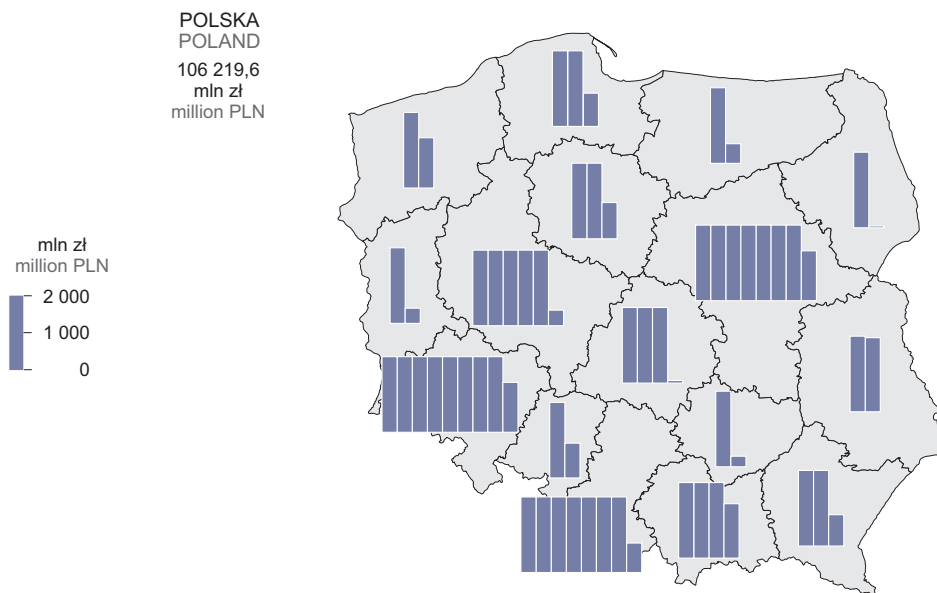 POLSKA
POLAND
106 219,6
mln zł
million PLN
mln zł
million PLN
2 000
1 000
0